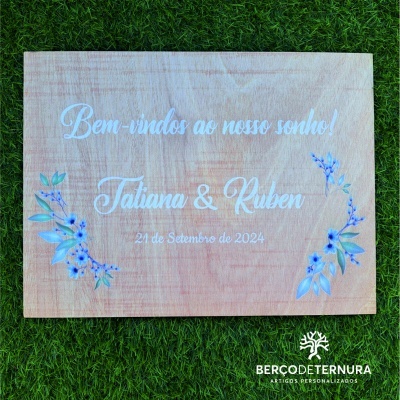 Bem-vindos ao nosso sonho!
Tatiana & Ruben
21 de Setembro de 2024
BERÇODETERNURA
ARTIGOS PERSONALIZADOS